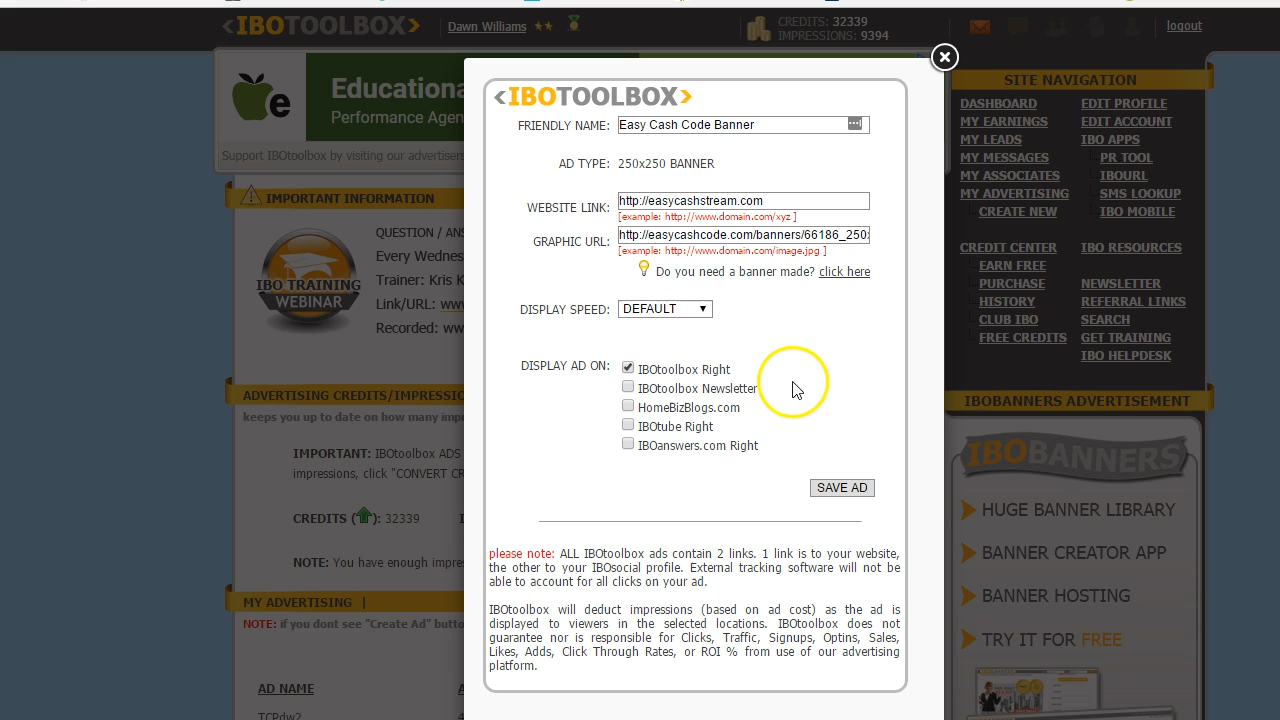 <IBOTOOLBOX>
Dawn Williams
CREDITS: 32339
IMPRESSIONS: 9394
logout
e
Educationa
Performance Agen
Support IBOtoolbox by visiting our advertisers
IMPORTANT INFORMATION
IBO TRAINING
WEBINAR
QUESTION / ANS
Every Wednes
Trainer: Kris K
Link/URL: www
Recorded: ww
ADVERTISING CREDITS/IMPRESSIO
keeps you up to date on how many impo
IMPORTANT: IBOtoolbox ADS
impressions, click "CONVERT CR
CREDITS ( ): 32339 I
NOTE: You have enough impre
MY ADVERTISING |
NOTE: if you dont see "Create Ad" butto
AD NAME A
TCPdw2 4
<IBOTOOLBOX>
FRIENDLY NAME: Easy Cash Code Banner
AD TYPE: 250x250 BANNER
WEBSITE LINK: http://easycashstream.com
[example: http://www.domain.com/xyz ]
GRAPHIC URL: http://easycashcode.com/banners/66186_250
[example: http://www.domain.com/image.jpg ]
Do you need a banner made? click here
DISPLAY SPEED: DEFAULT
DISPLAY AD ON: IBOtoolbox Right
IBOtoolbox Newsletter
HomeBizBlogs.com
IBOtube Right
IBOanswers.com Right
SAVE AD
please note: ALL IBOtoolbox ads contain 2 links. 1 link is to your website,
the other to your IBOsocial profile. External tracking software will not be
able to account for all clicks on your ad.
IBOtoolbox will deduct impressions (based on ad cost) as the ad is
displayed to viewers in the selected locations. IBOtoolbox does not
guarantee nor is responsible for Clicks, Traffic, Signups, Optins, Sales,
Likes, Adds, Click Through Rates, or ROI % from use of our advertising
platform.
SITE NAVIGATION
DASHBOARD
MY EARNINGS
MY LEADS
MY MESSAGES
MY ASSOCIATES
MY ADVERTISING
CREATE NEW
CREDIT CENTER
EARN FREE
PURCHASE
HISTORY
CLUB IBO
FREE CREDITS
EDIT PROFILE
EDIT ACCOUNT
IBO APPS
PR TOOL
IBOURL
SMS LOOKUP
IBO MOBILE
IBO RESOURCES
NEWSLETTER
REFERRAL LINKS
SEARCH
GET TRAINING
IBO HELPDESK
IBOBANNERS ADVERTISEMENT
IBOBANNERS
HUGE BANNER LIBRARY
BANNER CREATOR APP
BANNER HOSTING
TRY IT FOR FREE